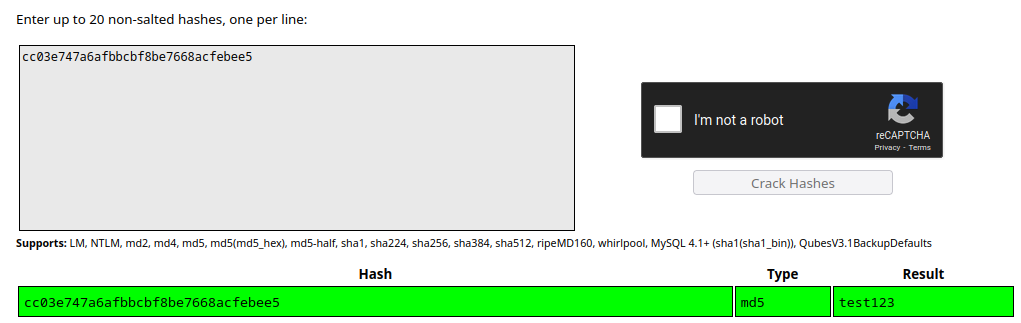 Enter up to 20 non-salted hashes, one per line:
cc03e747a6afbbcbf8be7668acfebee5
I'm not a robot
reCAPTCHA
Privacy - Terms
Crack Hashes
Supports: LM, NTLM, md2, md4, md5, md5(md5_hex), md5-half, sha1, sha224, sha256, sha384, sha512, ripeMD160, whirlpool, MySQL 4.1+ (sha1(sha1_bin)), QubesV3.1BackupDefaults
Hash Type Result
cc03e747a6afbbcbf8be7668acfebee5 md5 test123